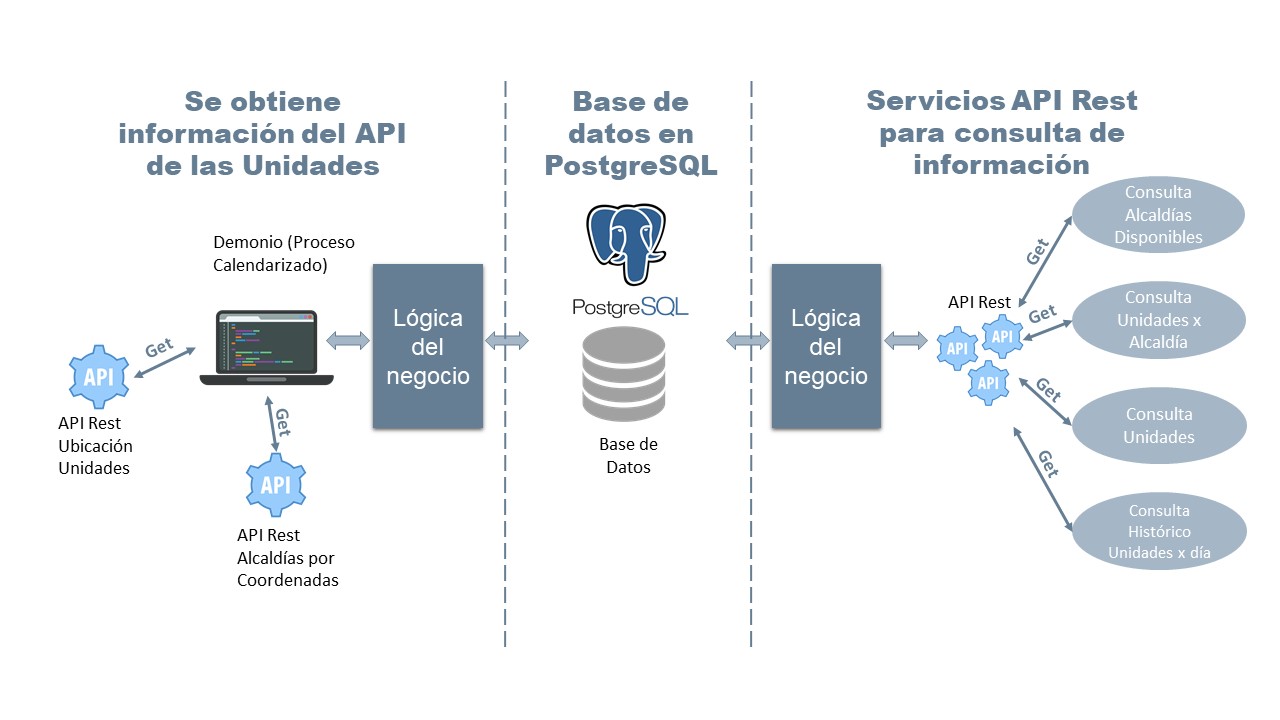 Se obtiene
información del API
de las Unidades
Demonio (Proceso
Calendarizado)
Get
API
API Rest
Ubicación
Unidades
Get
API
API Rest
Alcaldías por
Coordenadas
Lógica
del
negocio
Base de
datos en
PostgreSQL
PostgreSQL
Base de
Datos
Servicios API Rest
para consulta de
información
Lógica
del
negocio
API Rest
API
API
API
Get
Consulta
Alcaldías
Disponibles
Get
Consulta
Unidades x
Alcaldía
Get
Consulta
Unidades
Get
Consulta
Histórico
Unidades x día